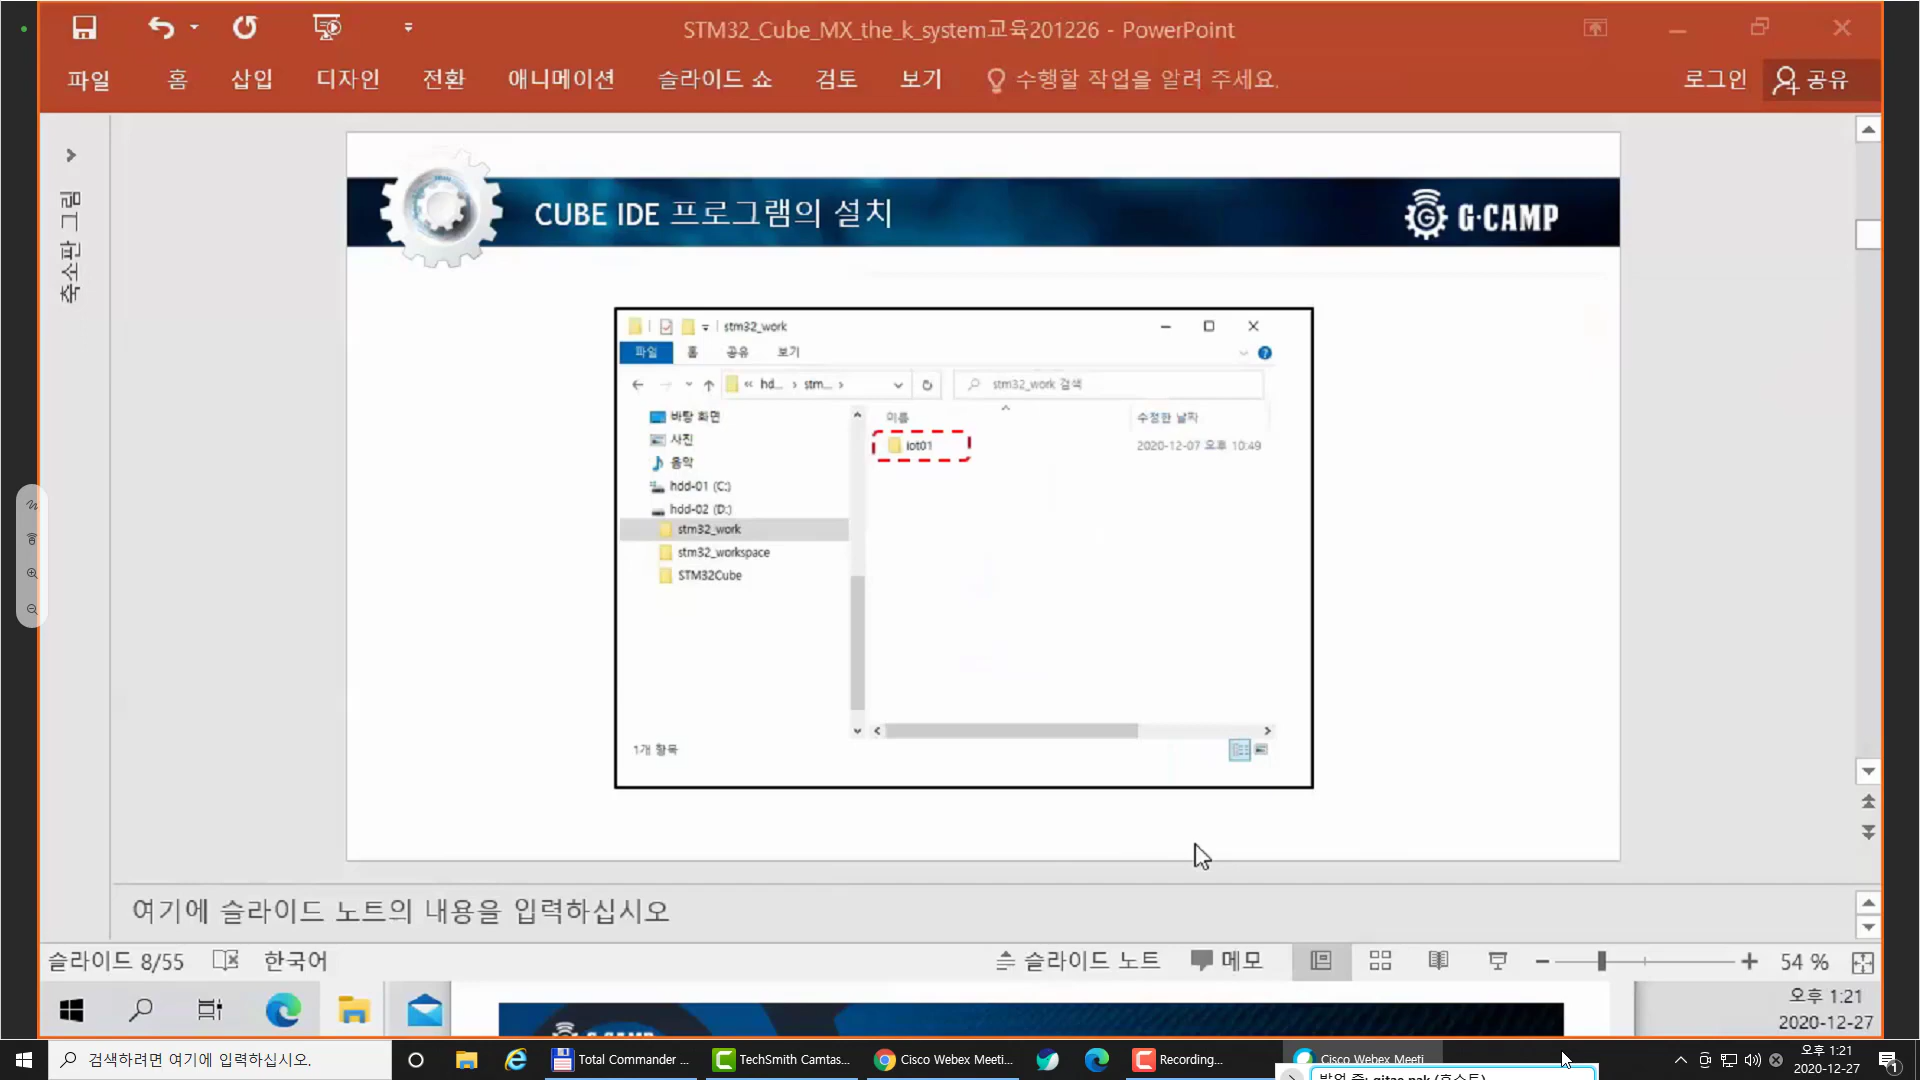 STM32_Cube_MX_the_k_system교육201226 - PowerPoint
파일 홈 삽입 디자인 전환 애니메이션 슬라이드 쇼 검토 보기 수행할 작업을 알려 주세요. 로그인 공유
축소판 그림
CUBE IDE 프로그램의 설치
G·CAMP
stm32_work
파일 홈 공유 보기
« hd... › stm... ›
stm32_work 검색
바탕 화면
사진
음악
hdd-01 (C:)
hdd-02 (D:)
stm32_work
stm32_workspace
STM32Cube
이름 수정한 날짜
iot01 2020-12-07 오후 10:49
1개 항목
여기에 슬라이드 노트의 내용을 입력하십시오
슬라이드 8/55 한국어 슬라이드 노트 메모 54 %
오후 1:21
2020-12-27
검색하려면 여기에 입력하십시오.
Total Commander ...
TechSmith Camtas...
Cisco Webex Meeti...
Recording...
Cisco Webex Meeti
오후 1:21
2020-12-27
1